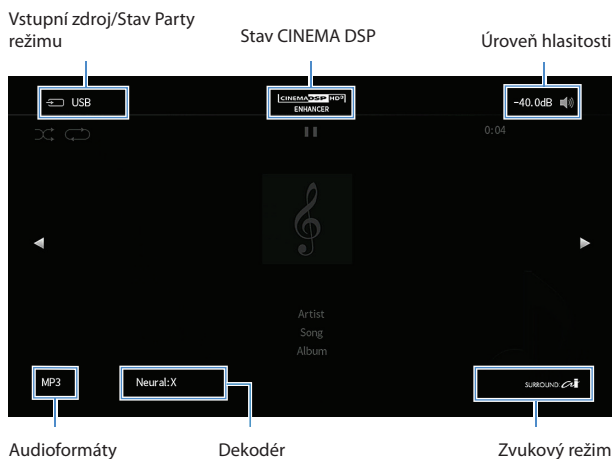 Vstupní zdroj/Stav Party
režimu
Stav CINEMA DSP
Úroveň hlasitosti
USB
CINEMA DSP HD³
ENHANCER
-40.0dB
0:04
Artist
Song
Album
MP3
Neural:X
SURROUND:AI
Audioformáty
Dekodér
Zvukový režim